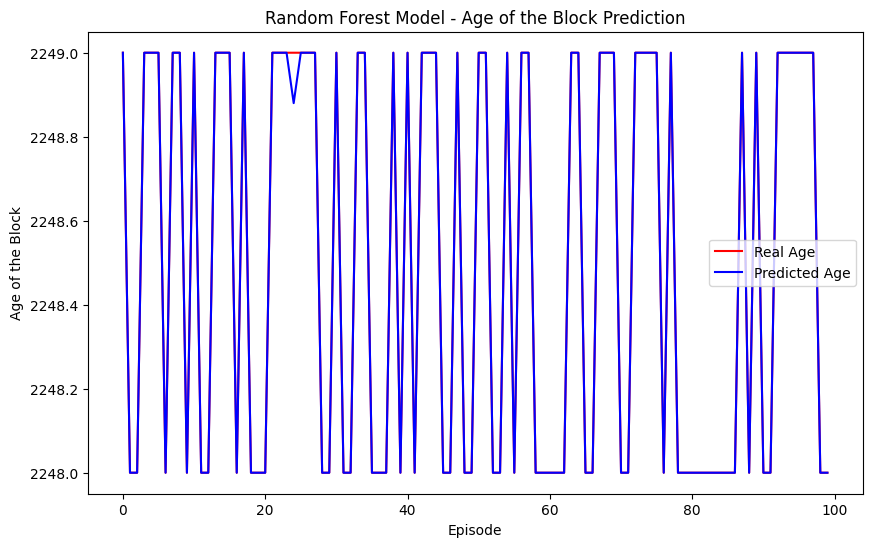 Random Forest Model - Age of the Block Prediction
2249.0
2248.8
2248.6
2248.4
2248.2
2248.0
Age of the Block
Real Age
Predicted Age
0
20
40
60
80
100
Episode